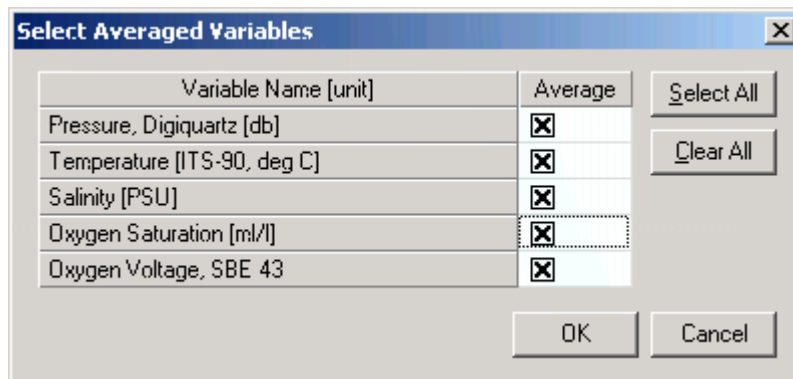 Select Averaged Variables
Variable Name [unit] Average Select All
Pressure, Digiquartz [db]
Temperature [ITS-90, deg C] Clear All
Salinity [PSU]
Oxygen Saturation [ml/l]
Oxygen Voltage, SBE 43
OK Cancel